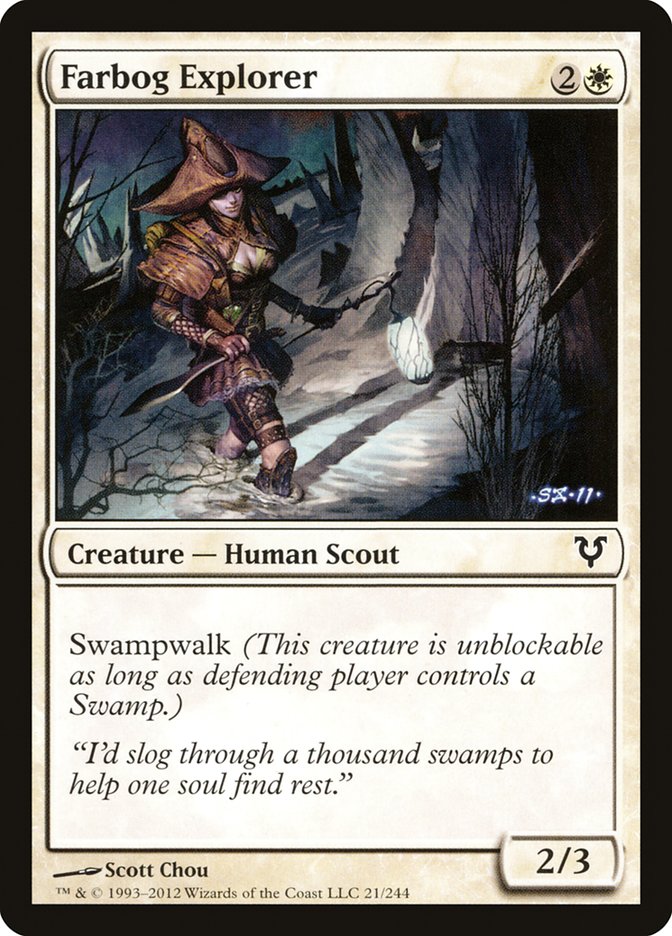 Farbog Explorer
2
·SZ·11·
Creature — Human Scout
Swampwalk (This creature is unblockable
as long as defending player controls a
Swamp.)
“I’d slog through a thousand swamps to
help one soul find rest.”
2/3
Scott Chou
™ & © 1993–2012 Wizards of the Coast LLC 21/244